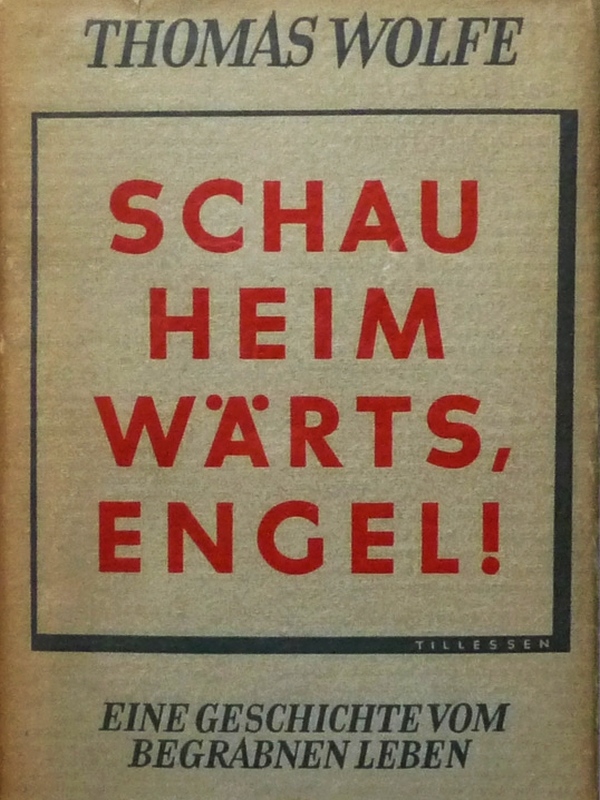 THOMAS WOLFE
SCHAU
HEIM
WÄRTS,
ENGEL!
TILLESSEN
EINE GESCHICHTE VOM
BEGRABNEN LEBEN